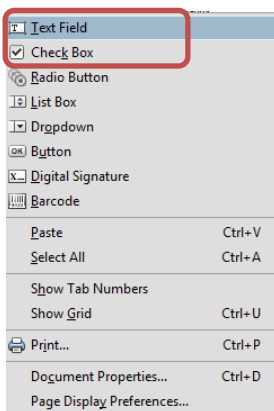 Text Field
Check Box
Radio Button
List Box
Dropdown
OK Button
Digital Signature
Barcode
Paste Ctrl+V
Select All Ctrl+A
Show Tab Numbers
Show Grid Ctrl+U
Print... Ctrl+P
Document Properties... Ctrl+D
Page Display Preferences...